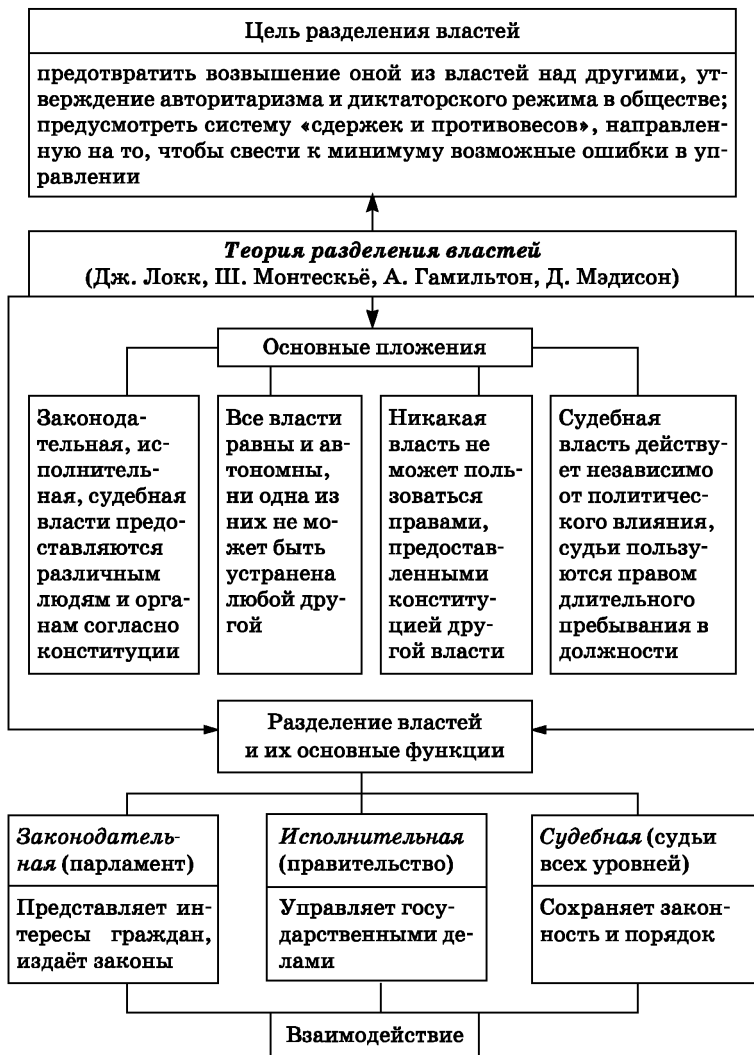 Цель разделения властей
предотвратить возвышение оной из властей над другими, ут-
верждение авторитаризма и диктаторского режима в обществе;
предусмотреть систему «сдержек и противовесов», направлен-
ную на то, чтобы свести к минимуму возможные ошибки в уп-
равлении
Теория разделения властей
(Дж. Локк, Ш. Монтескьё, А. Гамильтон, Д. Мэдисон)
Основные пложения
Законода-
тельная, ис-
полнитель-
ная, судебная
власти предо-
ставляются
различным
людям и орга-
нам согласно
конституции
Все власти
равны и ав-
тономны,
ни одна из
них не мо-
жет быть
устранена
любой дру-
гой
Никакая
власть не
может поль-
зоваться
правами,
предостав-
ленными
конститу-
цией дру-
гой власти
Судебная
власть действу-
ет независимо
от политичес-
кого влияния,
судьи пользу-
ются правом
длительного
пребывания в
должности
Разделение властей
и их основные функции
Законодатель-
ная (парламент)
Представляет ин-
тересы граждан,
издаёт законы
Исполнительная
(правительство)
Управляет госу-
дарственными де-
лами
Судебная (судьи
всех уровней)
Сохраняет закон-
ность и порядок
Взаимодействие